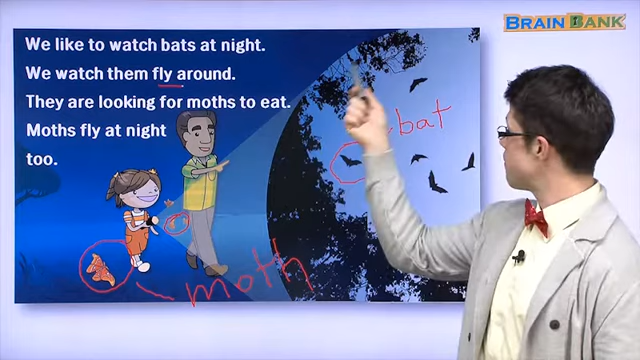 BRAIN BANK
We like to watch bats at night.
We watch them fly around.
They are looking for moths to eat.
Moths fly at night
too.
bat
moth